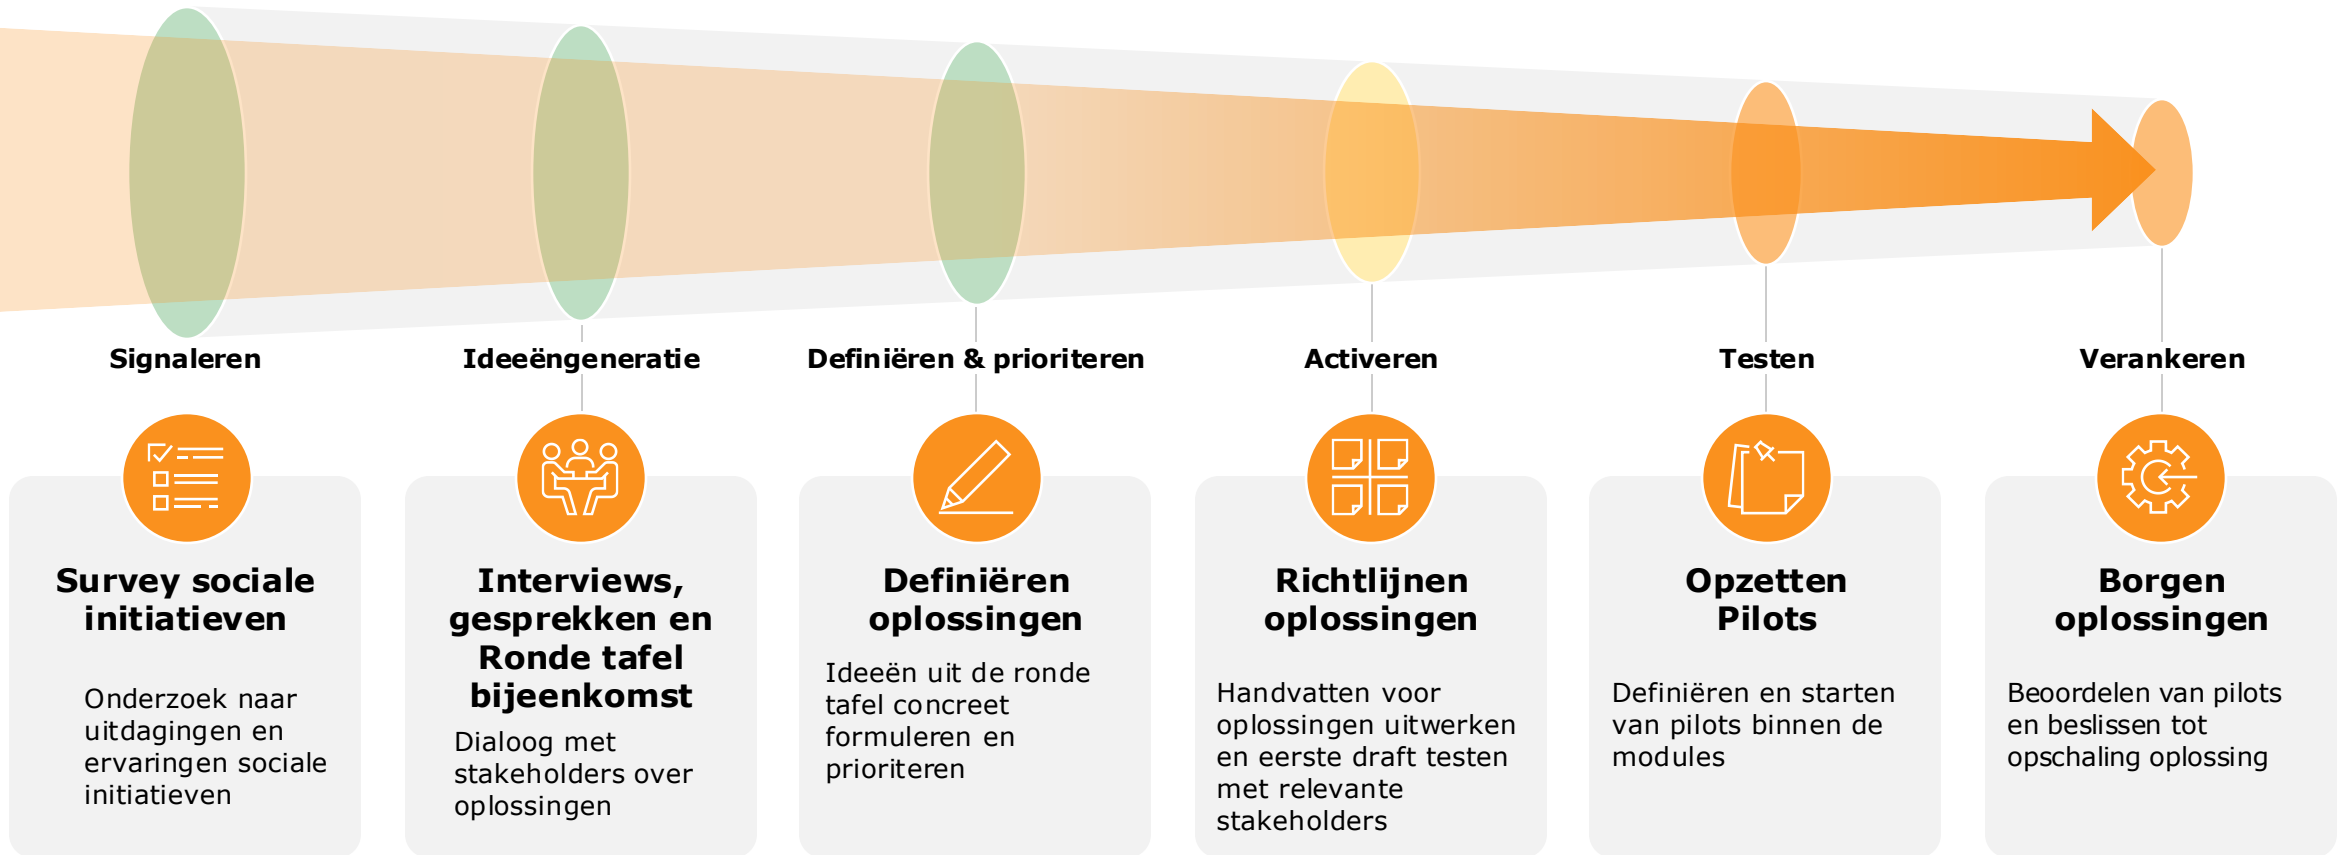 Signaleren
Ideeëngeneratie
Definiëren & prioriteren
Activeren
Testen
Verankeren
Survey sociale
initiatieven
Onderzoek naar
uitdagingen en
ervaringen sociale
initiatieven
Interviews,
gesprekken en
Ronde tafel
bijeenkomst
Dialoog met
stakeholders over
oplossingen
Definiëren
oplossingen
Ideeën uit de ronde
tafel concreet
formuleren en
prioriteren
Richtlijnen
oplossingen
Handvatten voor
oplossingen uitwerken
en eerste draft testen
met relevante
stakeholders
Opzetten
Pilots
Definiëren en starten
van pilots binnen de
modules
Borgen
oplossingen
Beoordelen van pilots
en beslissen tot
opschaling oplossing